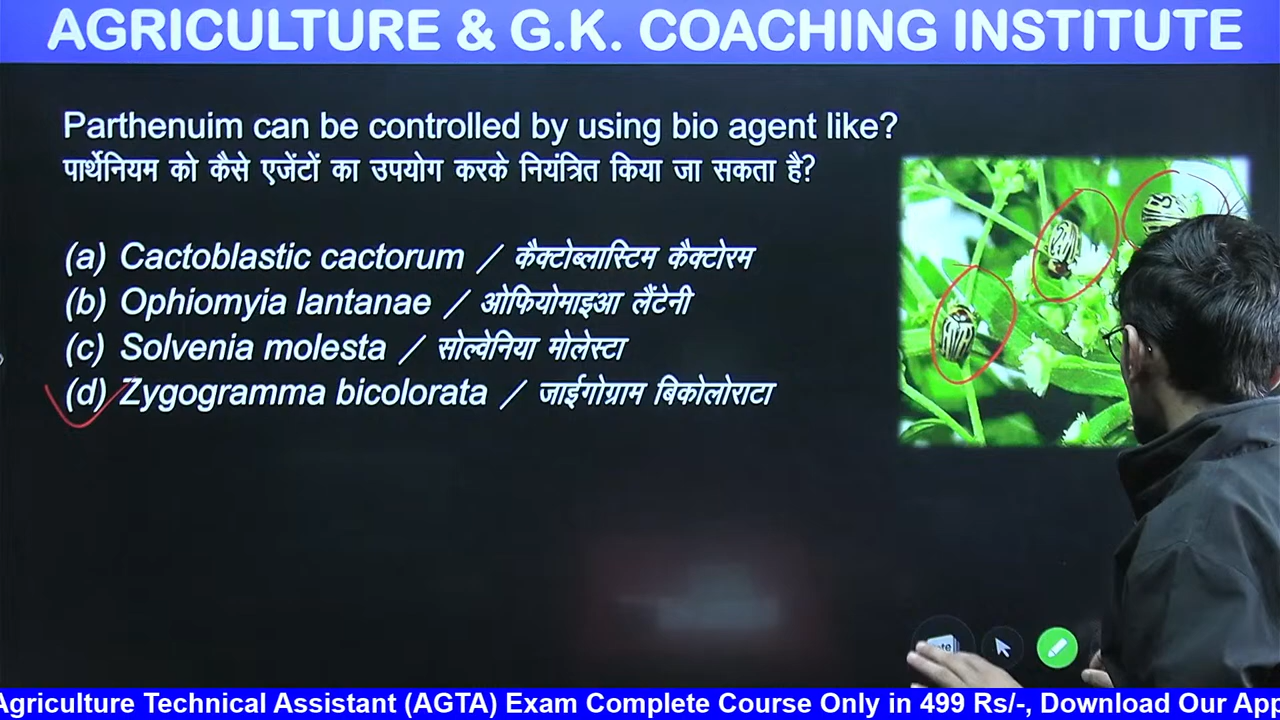 AGRICULTURE & G.K. COACHING INSTITUTE
Parthenuim can be controlled by using bio agent like?
पार्थेनियम को कैसे एजेंटों का उपयोग करके नियंत्रित किया जा सकता है?
(a) Cactoblastic cactorum / कैक्टोब्लास्टिम कैक्टोरम
(b) Ophiomyia lantanae / ओफियोमाइआ लैंटेनी
(c) Solvenia molesta / सोल्वेनिया मोलेस्टा
(d) Zygogramma bicolorata / जाईगोग्राम बिकोलोराटा
Agriculture Technical Assistant (AGTA) Exam Complete Course Only in 499 Rs/-, Download Our App